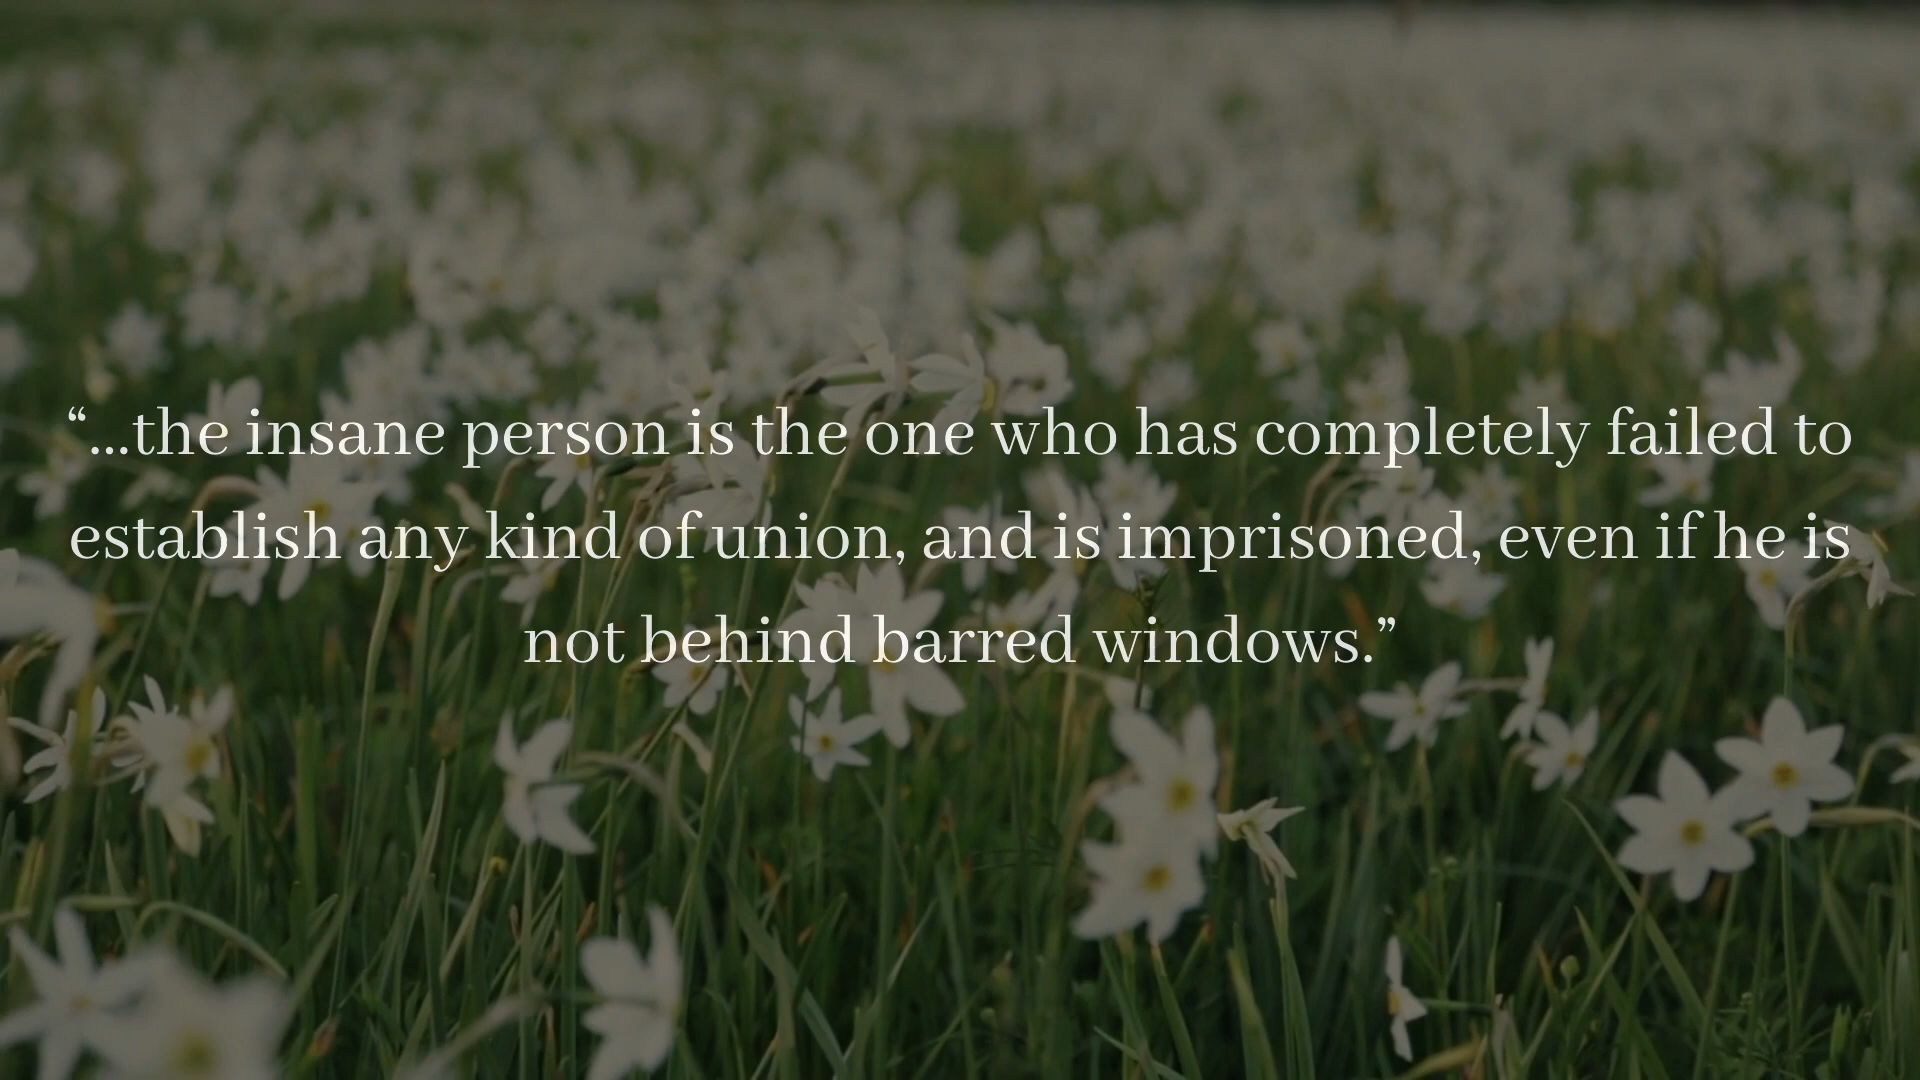 “...the insane person is the one who has completely failed to
establish any kind of union, and is imprisoned, even if he is
not behind barred windows.”